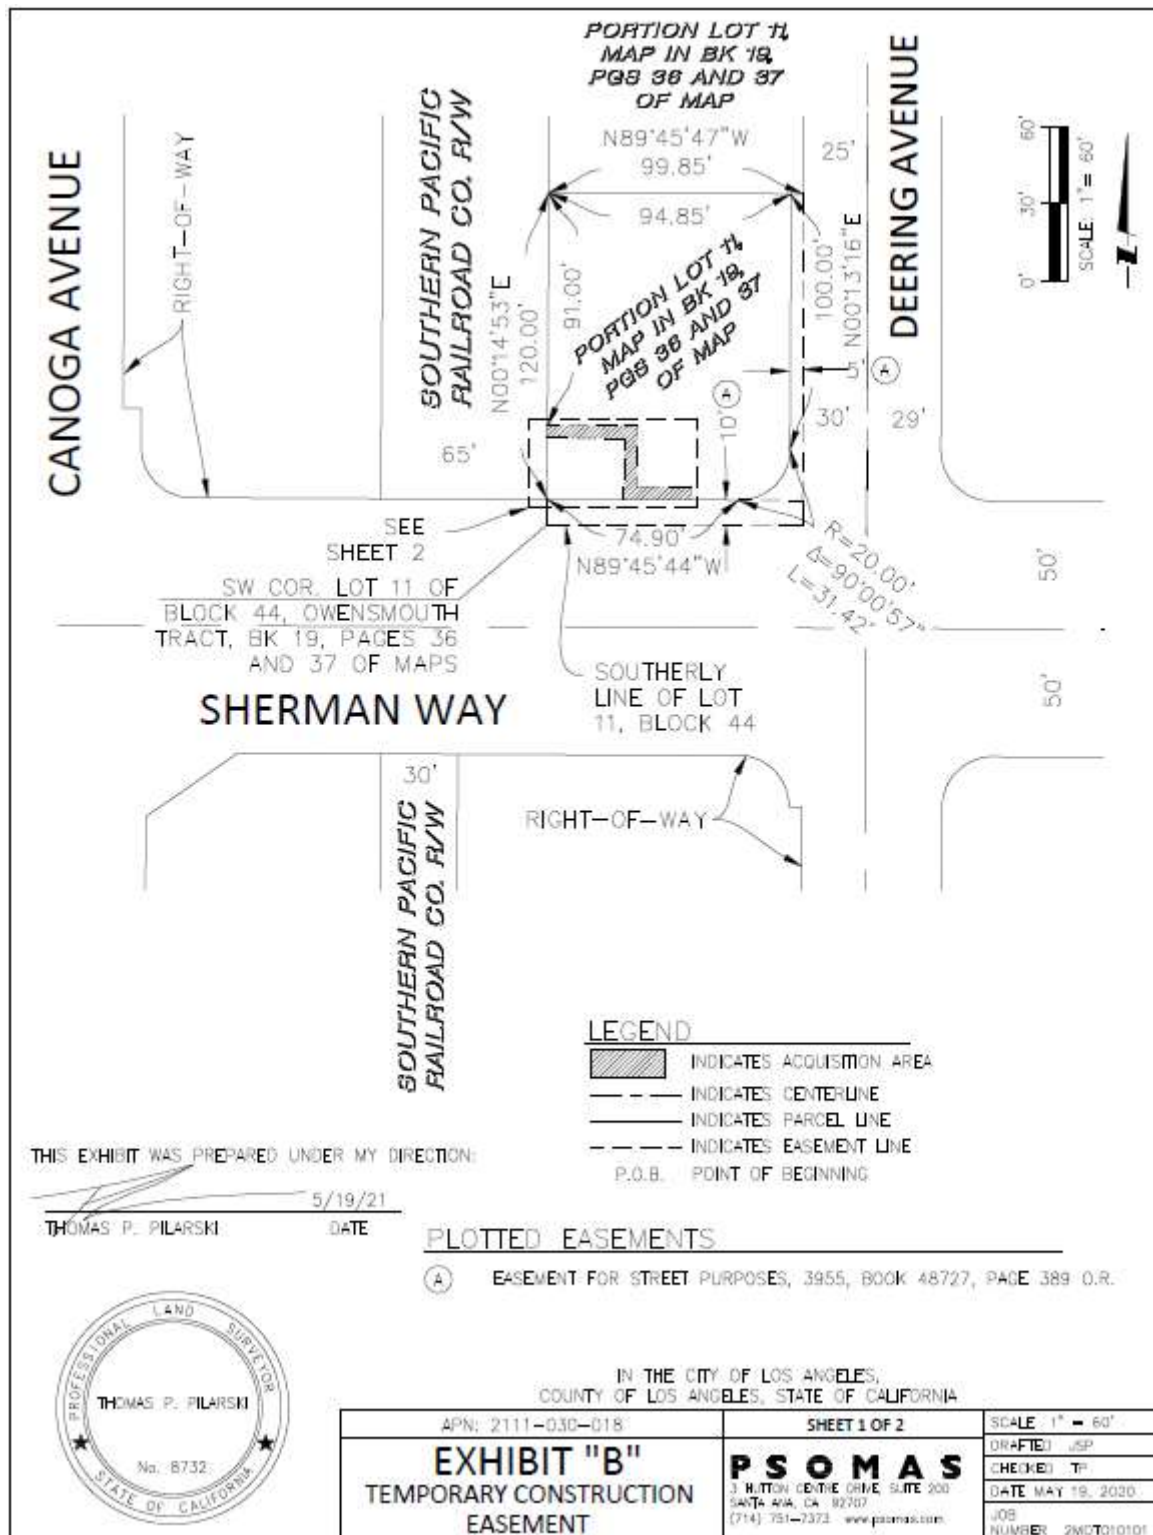 PORTION LOT 11,
MAP IN BK 19,
PGS 36 AND 37
OF MAP
DEERING AVENUE
CANOGA AVENUE
RIGHT-OF-WAY
SOUTHERN PACIFIC
RAILROAD CO. R/W
N89°45'47"W
99.85'
94.85'
25'
60'
30'
0'
SCALE: 1"= 60'
N00°14'53"E
120.00'
91.00'
PORTION LOT 11,
MAP IN BK 19,
PGS 36 AND 37
OF MAP
100.00'
N00°13'16"E
5'
A
A
10'
30'
29'
65'
SEE
SHEET 2
74.90'
N89°45'44"W
R=20.00'
Δ=90°00'57"
L=31.42'
50'
50'
SW COR. LOT 11 OF
BLOCK 44, OWENSMOUTH
TRACT, BK 19, PAGES 36
AND 37 OF MAPS
SOUTHERLY
LINE OF LOT
11, BLOCK 44
SHERMAN WAY
30'
SOUTHERN PACIFIC
RAILROAD CO. R/W
RIGHT-OF-WAY
LEGEND
INDICATES ACQUISITION AREA
INDICATES CENTERLINE
INDICATES PARCEL LINE
INDICATES EASEMENT LINE
P.O.B. POINT OF BEGINNING
THIS EXHIBIT WAS PREPARED UNDER MY DIRECTION:
5/19/21
THOMAS P. PILARSKI DATE
PLOTTED EASEMENTS
A EASEMENT FOR STREET PURPOSES, 3955, BOOK 48727, PAGE 389 O.R.
PROFESSIONAL LAND SURVEYOR
THOMAS P. PILARSKI
No. 8732
STATE OF CALIFORNIA
IN THE CITY OF LOS ANGELES,
COUNTY OF LOS ANGELES, STATE OF CALIFORNIA
APN: 2111-030-018
EXHIBIT "B"
TEMPORARY CONSTRUCTION
EASEMENT
SHEET 1 OF 2
PSOMAS
3 HUTTON CENTRE DRIVE, SUITE 200
SANTA ANA, CA 92707
(714) 751-7373 www.psomas.com
SCALE 1" = 60'
DRAFTED JSP
CHECKED TP
DATE MAY 19, 2020
JOB
NUMBER 2MOT010101